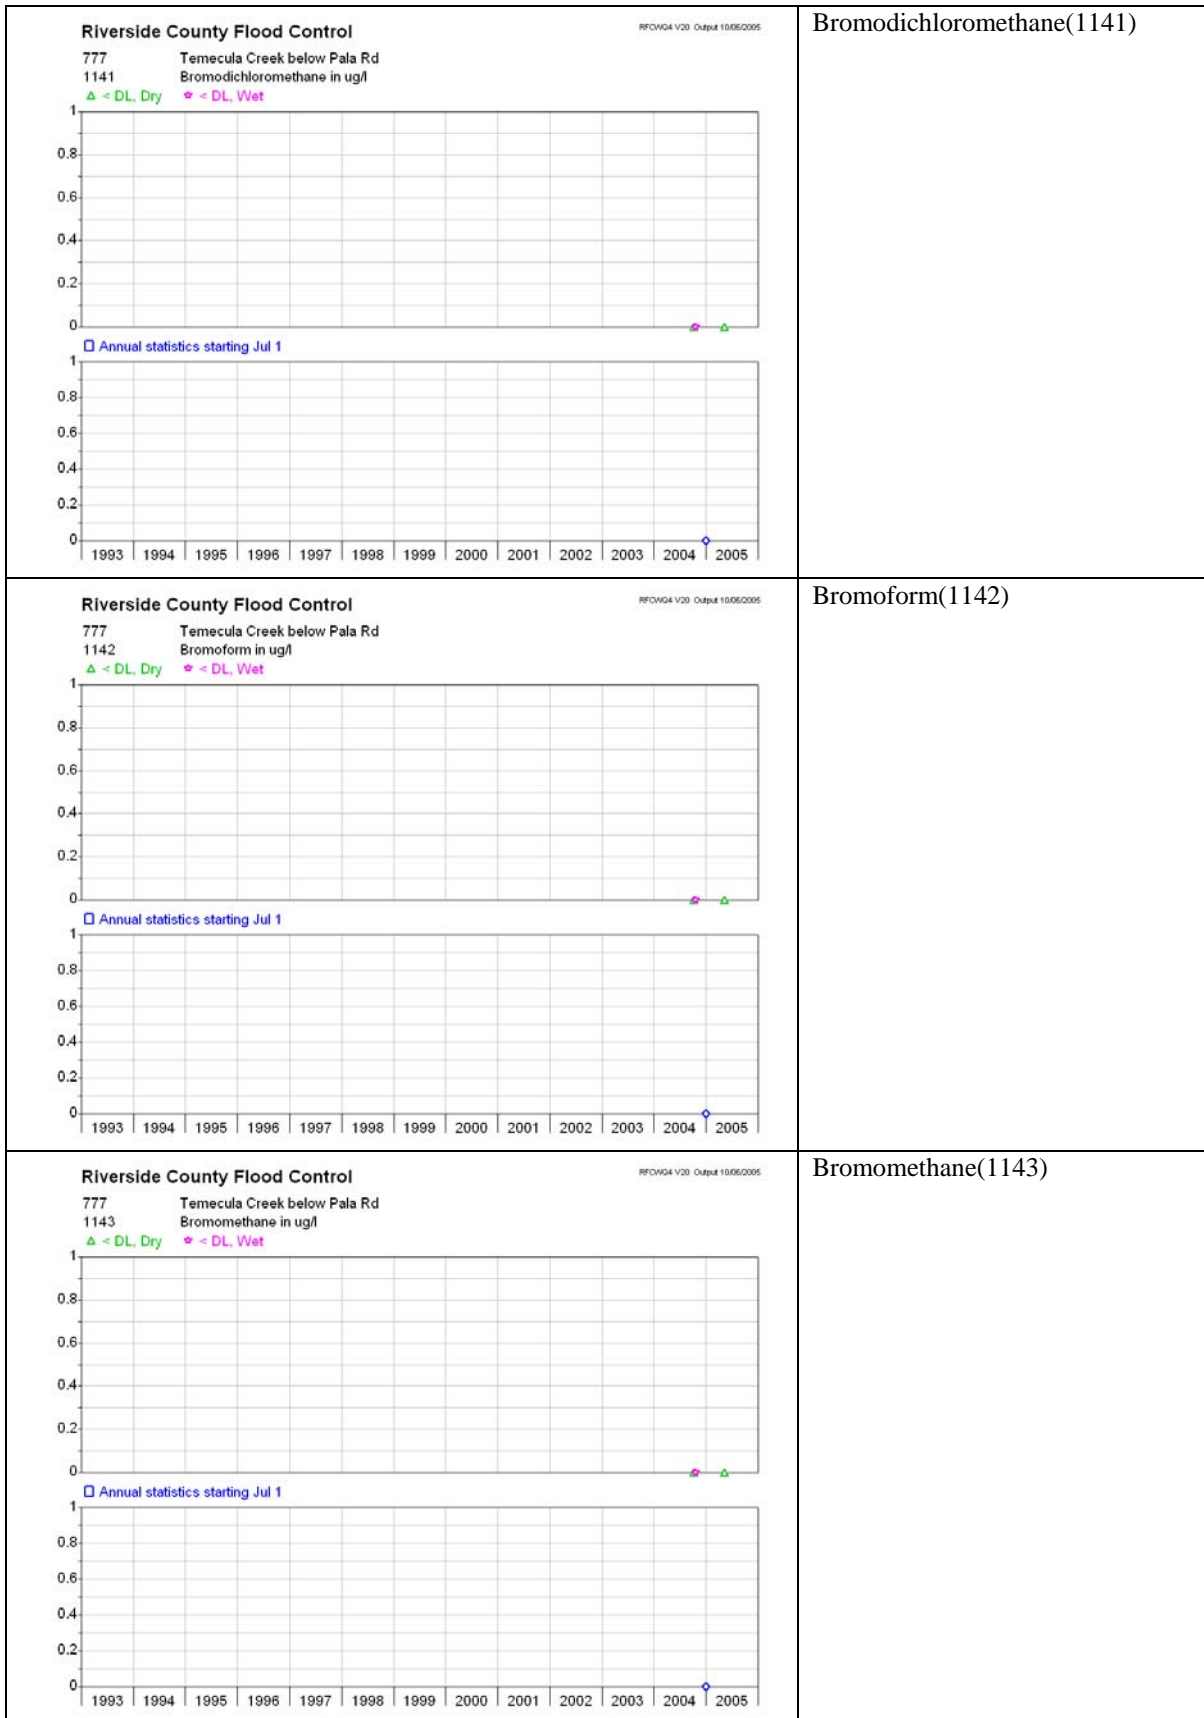 Riverside County Flood Control
RFCWQ4 V20 Output 10/06/2005
777 Temecula Creek below Pala Rd
1141 Bromodichloromethane in ug/l
< DL, Dry < DL, Wet
1
0.8
0.6
0.4
0.2
0
Annual statistics starting Jul 1
1
0.8
0.6
0.4
0.2
0
1993 1994 1995 1996 1997 1998 1999 2000 2001 2002 2003 2004 2005
Bromodichloromethane(1141)
Riverside County Flood Control
RFCWQ4 V20 Output 10/06/2005
777 Temecula Creek below Pala Rd
1142 Bromoform in ug/l
< DL, Dry < DL, Wet
1
0.8
0.6
0.4
0.2
0
Annual statistics starting Jul 1
1
0.8
0.6
0.4
0.2
0
1993 1994 1995 1996 1997 1998 1999 2000 2001 2002 2003 2004 2005
Bromoform(1142)
Riverside County Flood Control
RFCWQ4 V20 Output 10/06/2005
777 Temecula Creek below Pala Rd
1143 Bromomethane in ug/l
< DL, Dry < DL, Wet
1
0.8
0.6
0.4
0.2
0
Annual statistics starting Jul 1
1
0.8
0.6
0.4
0.2
0
1993 1994 1995 1996 1997 1998 1999 2000 2001 2002 2003 2004 2005
Bromomethane(1143)